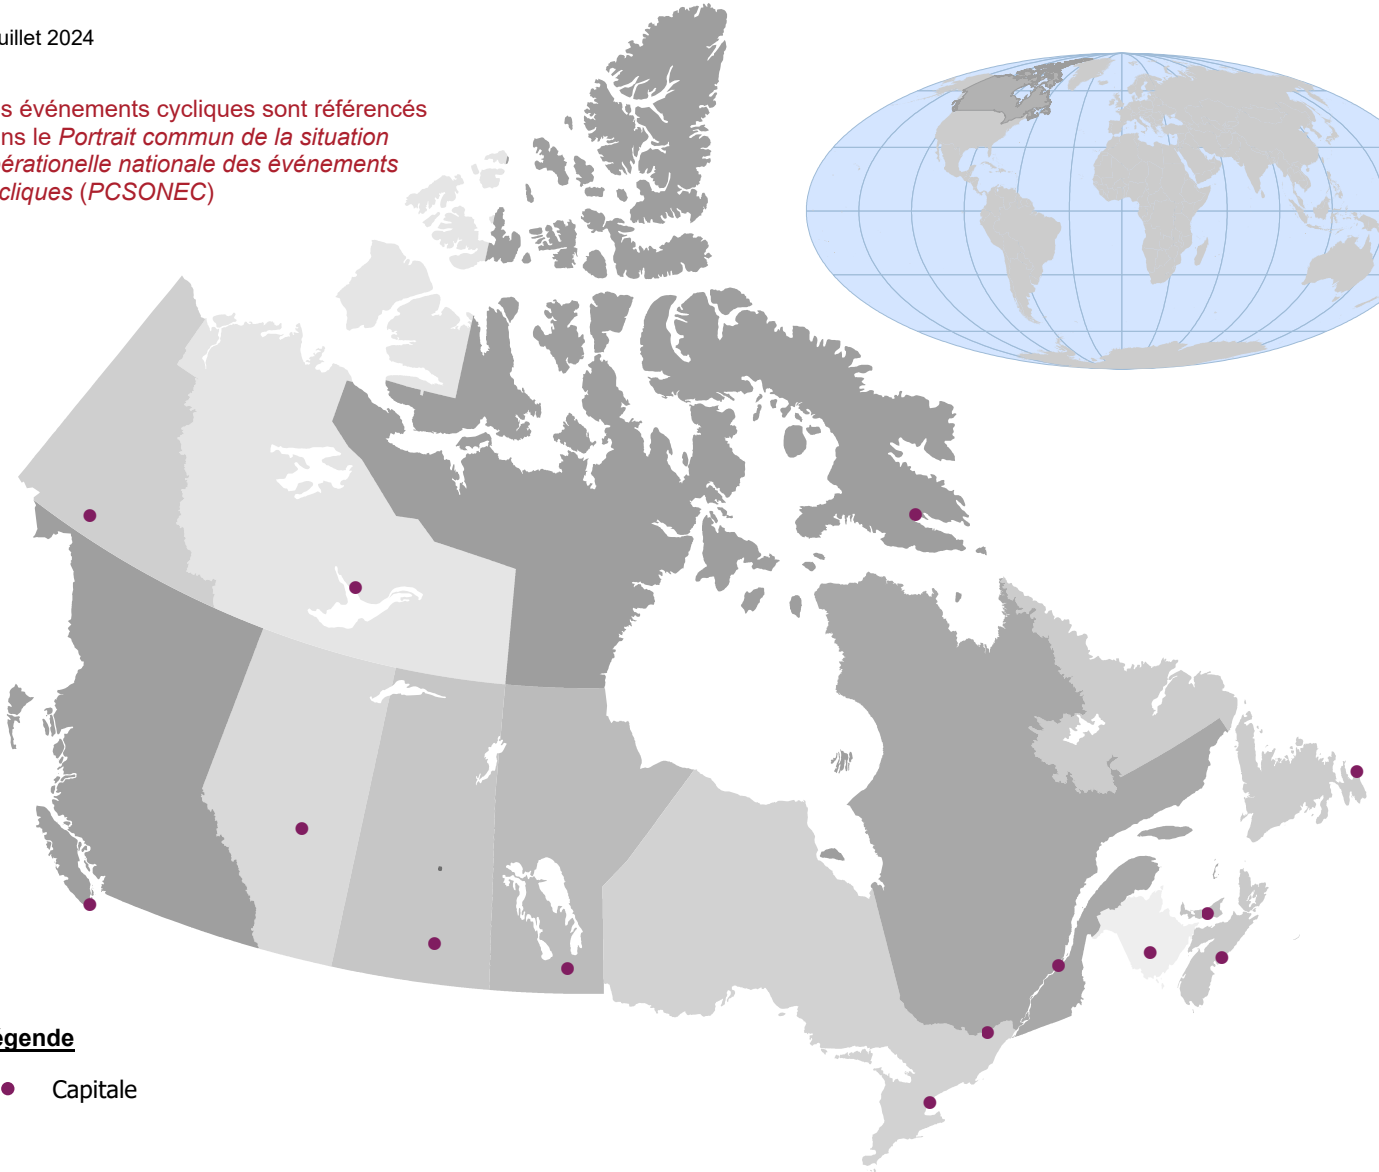 uillet 2024
s événements cycliques sont référencés
ns le Portrait commun de la situation
érationelle nationale des événements
cliques (PCSONEC)
égende
Capitale